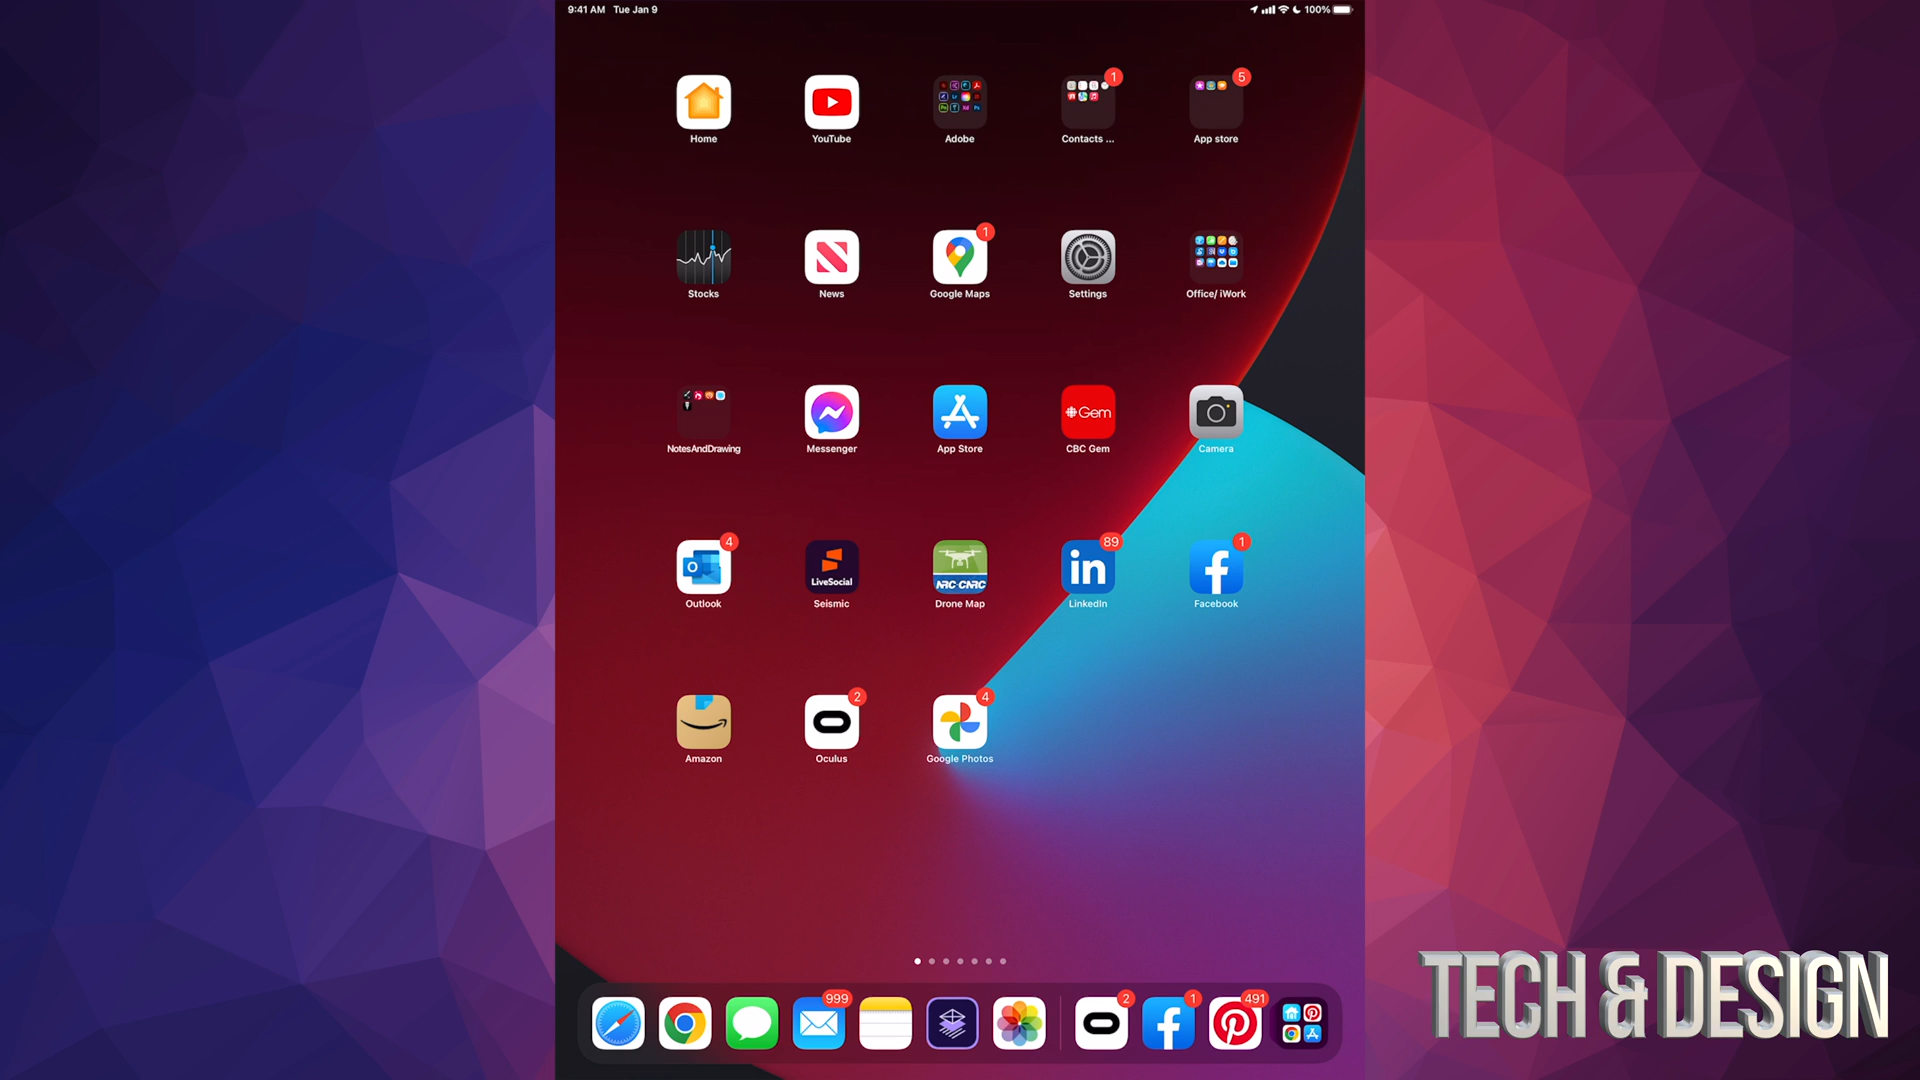 9:41 AM Tue Jan 9 100%
1 5
Home YouTube Adobe Contacts ... App store
1
Stocks News Google Maps Settings Office/ iWork
Gem
NotesAndDrawing Messenger App Store CBC Gem Camera
4 89 1
LiveSocial NRC·CNRC in
Outlook Seismic Drone Map LinkedIn Facebook
2 4
Amazon Oculus Google Photos
999 2 1 491
TECH & DESIGN